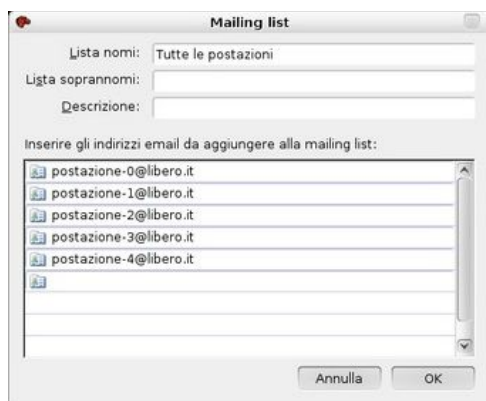 Mailing list
Lista nomi: Tutte le postazioni
Lista soprannomi:
Descrizione:
Inserire gli indirizzi email da aggiungere alla mailing list:
postazione-0@libero.it
postazione-1@libero.it
postazione-2@libero.it
postazione-3@libero.it
postazione-4@libero.it
Annulla OK